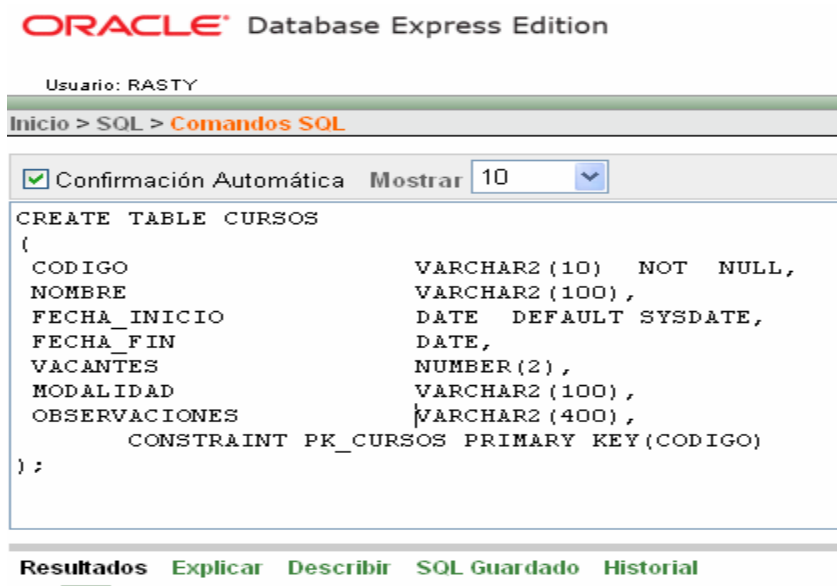 ORACLE Database Express Edition
Usuario: RASTY
Inicio > SQL > Comandos SQL
Confirmación Automática Mostrar 10
CREATE TABLE CURSOS
(
CODIGO VARCHAR2(10) NOT NULL,
NOMBRE VARCHAR2(100),
FECHA_INICIO DATE DEFAULT SYSDATE,
FECHA_FIN DATE,
VACANTES NUMBER(2),
MODALIDAD VARCHAR2(100),
OBSERVACIONES VARCHAR2(400),
CONSTRAINT PK_CURSOS PRIMARY KEY(CODIGO)
);
Resultados Explicar Describir SQL Guardado Historial